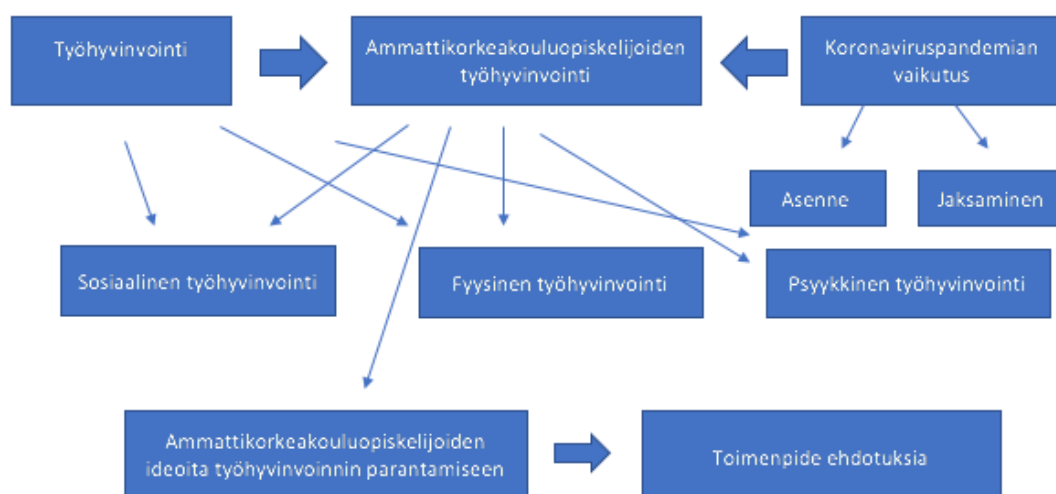 Työhyvinvointi
Ammattikorkeakouluopiskelijoiden
työhyvinvointi
Koronaviruspandemian
vaikutus
Asenne
Jaksaminen
Sosiaalinen työhyvinvointi
Fyysinen työhyvinvointi
Psyykkinen työhyvinvointi
Ammattikorkeakouluopiskelijoiden
ideoita työhyvinvoinnin parantamiseen
Toimenpide ehdotuksia